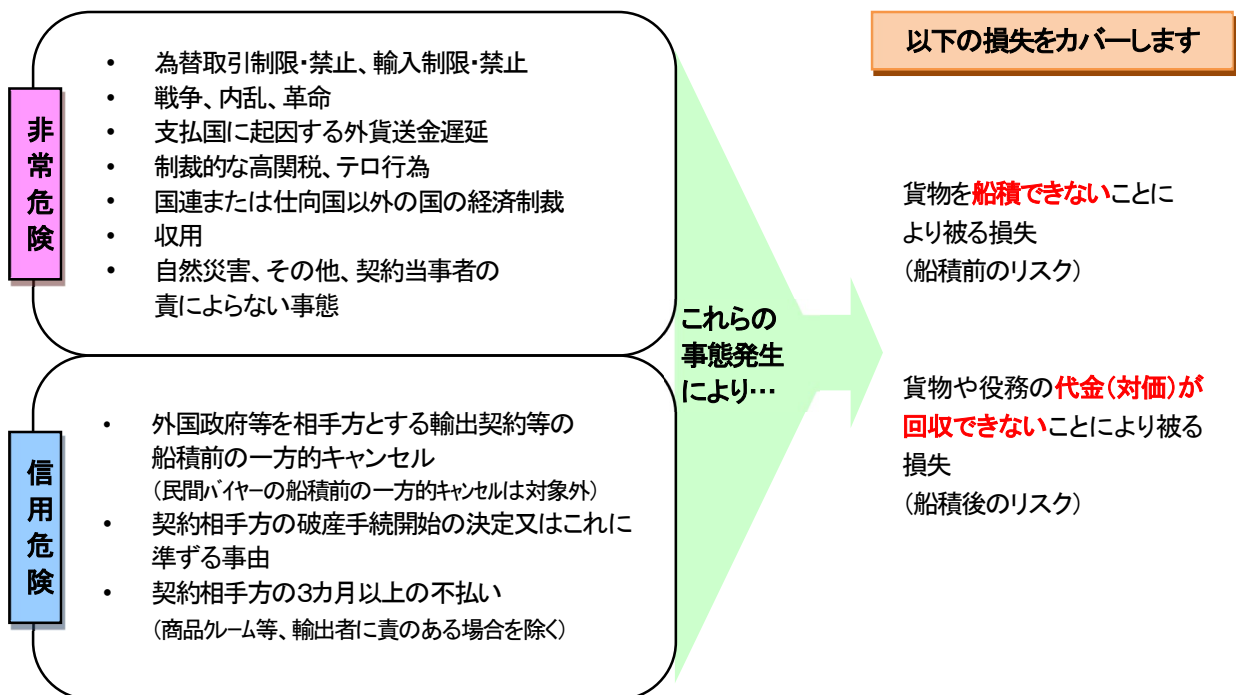 非常危険
・ 為替取引制限・禁止、輸入制限・禁止
・ 戦争、内乱、革命
・ 支払国に起因する外貨送金遅延
・ 制裁的な高関税、テロ行為
・ 国連または仕向国以外の国の経済制裁
・ 収用
・ 自然災害、その他、契約当事者の
責によらない事態
信用危険
・ 外国政府等を相手方とする輸出契約等の
船積前の一方的キャンセル
（民間バイヤーの船積前の一方的キャンセルは対象外）
・ 契約相手方の破産手続開始の決定又はこれに
準ずる事由
・ 契約相手方の3カ月以上の不払い
（商品クレーム等、輸出者に責のある場合を除く）
これらの
事態発生
により…
以下の損失をカバーします
貨物を船積できないことに
より被る損失
（船積前のリスク）
貨物や役務の代金（対価）が
回収できないことにより被る
損失
（船積後のリスク）